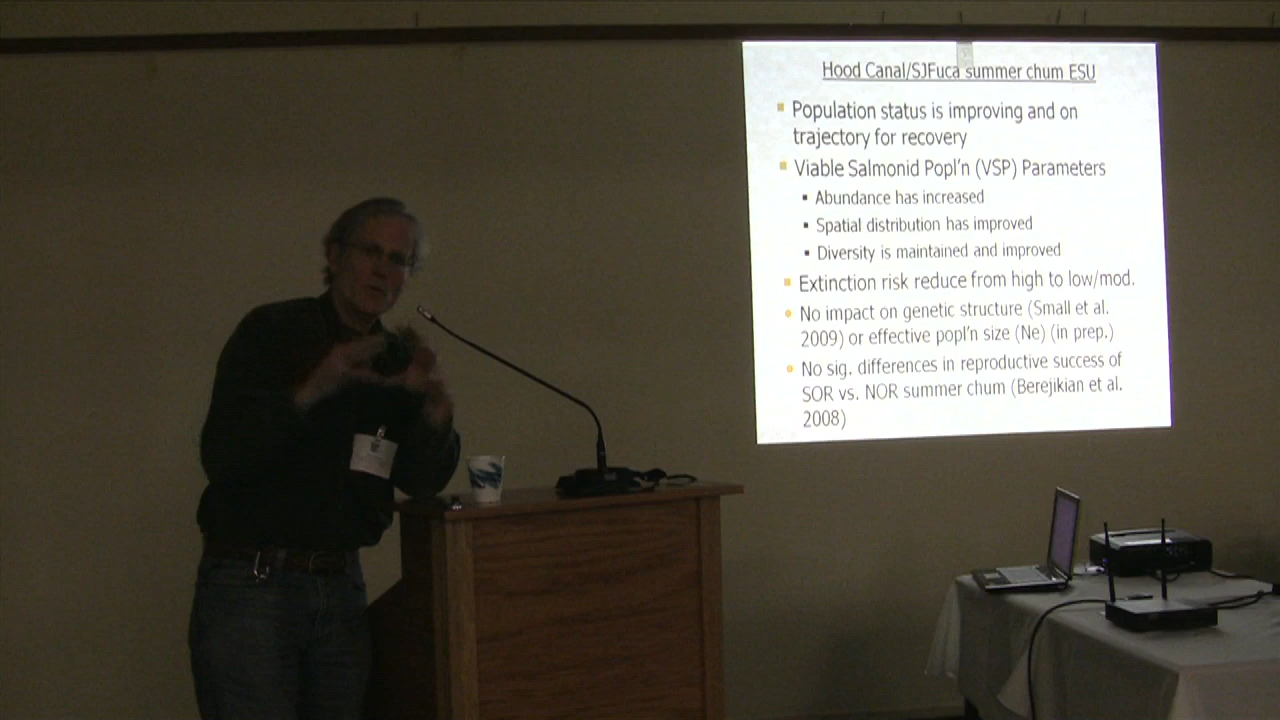 Hood Canal/SJFuca summer chum ESU
Population status is improving and on
trajectory for recovery
Viable Salmonid Popl'n (VSP) Parameters
Abundance has increased
Spatial distribution has improved
Diversity is maintained and improved
Extinction risk reduce from high to low/mod.
No impact on genetic structure (Small et al.
2009) or effective popl'n size (Ne) (in prep.)
No sig. differences in reproductive success of
SOR vs. NOR summer chum (Berejikian et al.
2008)